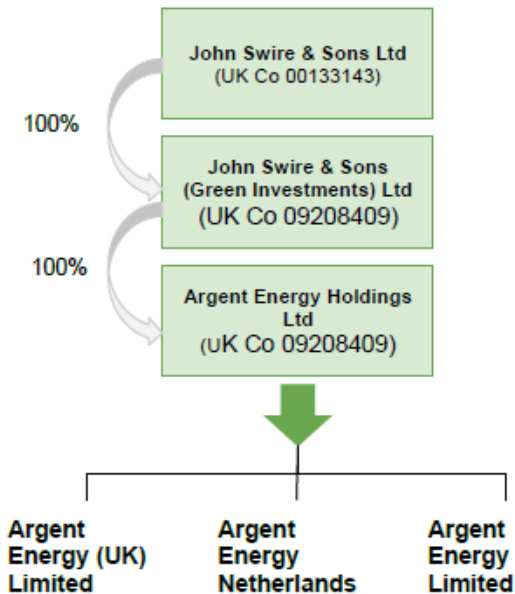 John Swire & Sons Ltd
(UK Co 00133143)
100%
John Swire & Sons
(Green Investments) Ltd
(UK Co 09208409)
100%
Argent Energy Holdings
Ltd
(UK Co 09208409)
Argent
Energy (UK)
Limited
Argent
Energy
Netherlands
Argent
Energy
Limited